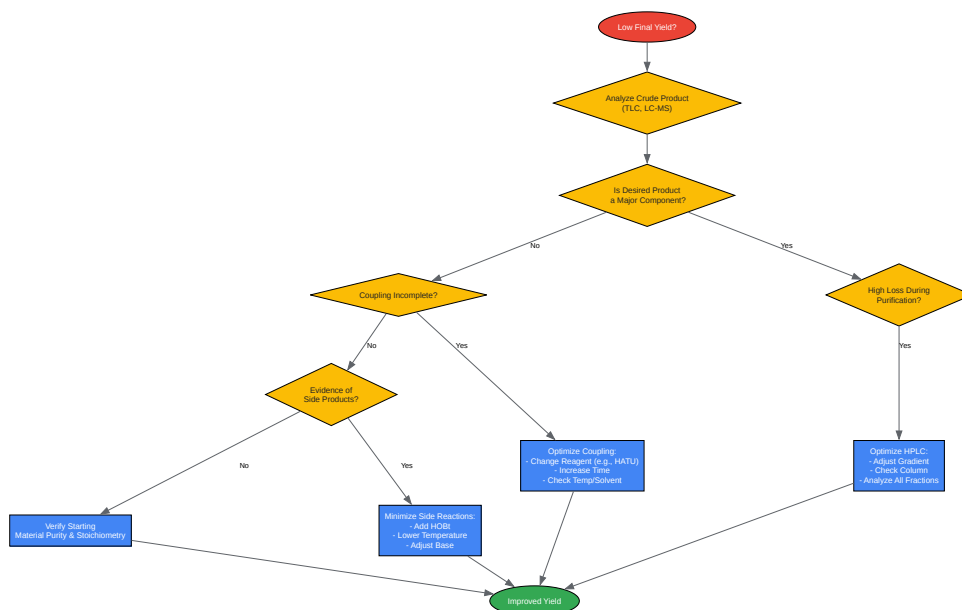 Low Final Yield?
Analyze Crude Product
(TLC, LC-MS)
Is Desired Product
a Major Component?
No
Yes
Coupling Incomplete?
High Loss During
Purification?
No
Yes
Yes
Evidence of
Side Products?
No
Yes
Optimize Coupling:
- Change Reagent (e.g., HATU)
- Increase Time
- Check Temp/Solvent
Optimize HPLC:
- Adjust Gradient
- Check Column
- Analyze All Fractions
Verify Starting
Material Purity & Stoichiometry
Minimize Side Reactions:
- Add HOBt
- Lower Temperature
- Adjust Base
Improved Yield